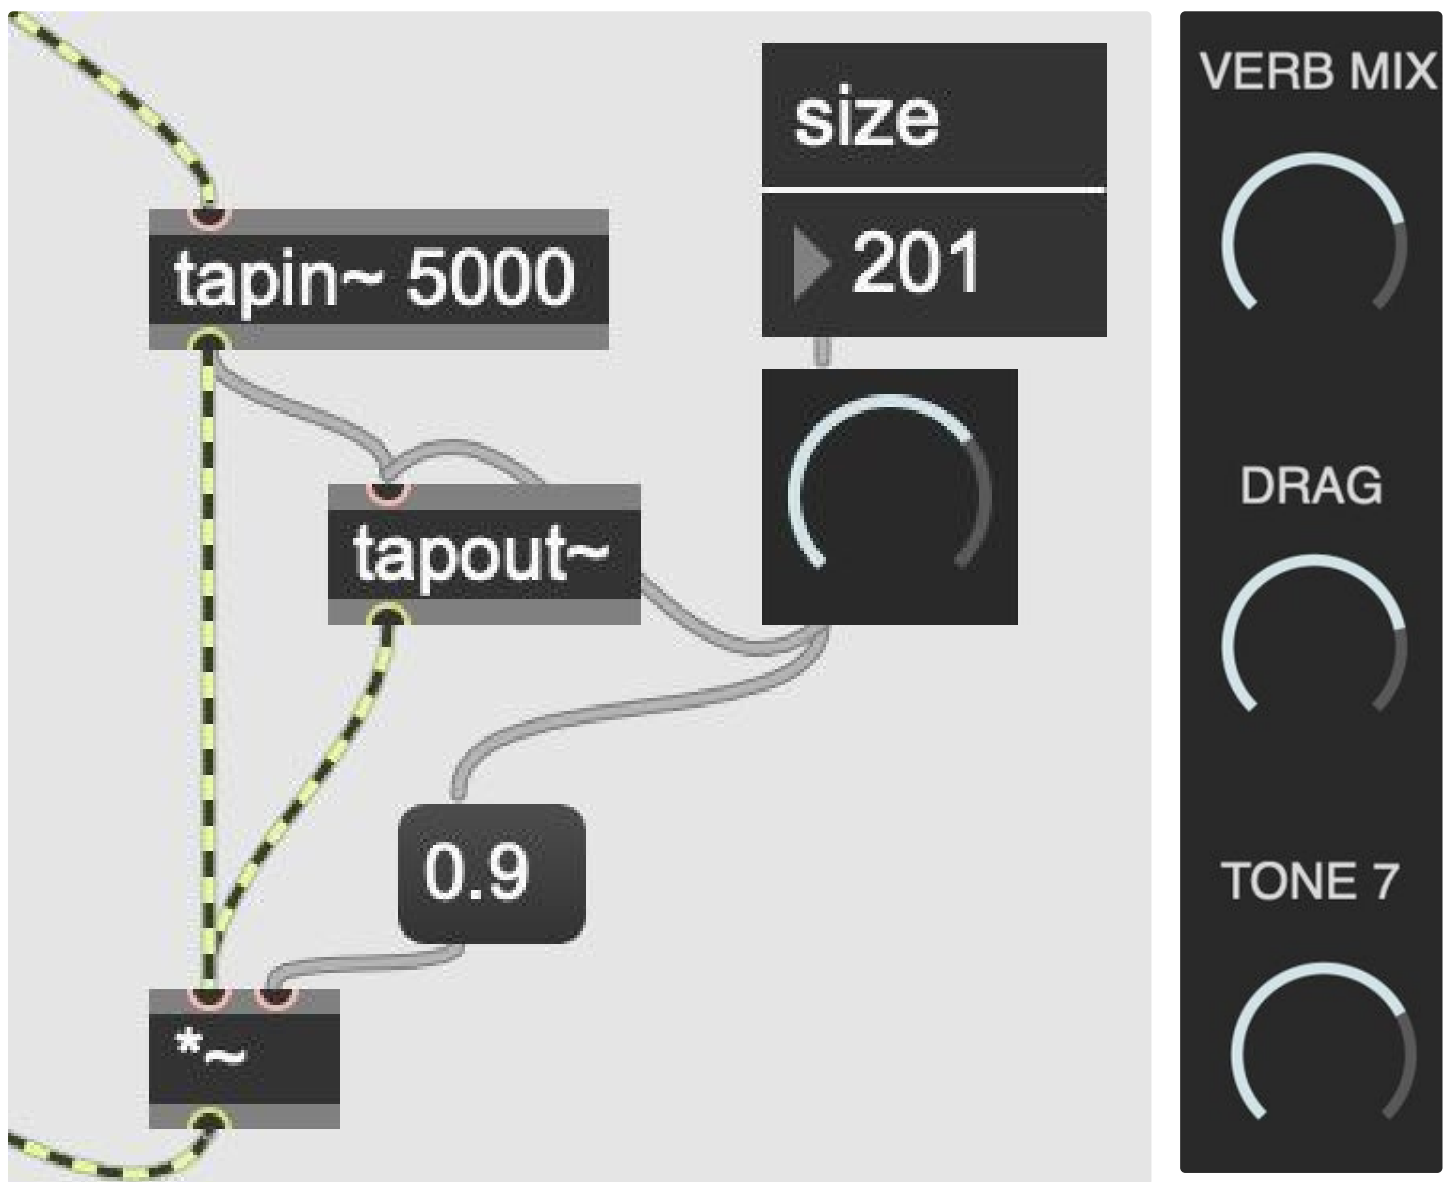 tapin~ 5000
size
201
tapout~
0.9
*~
VERB MIX
DRAG
TONE 7